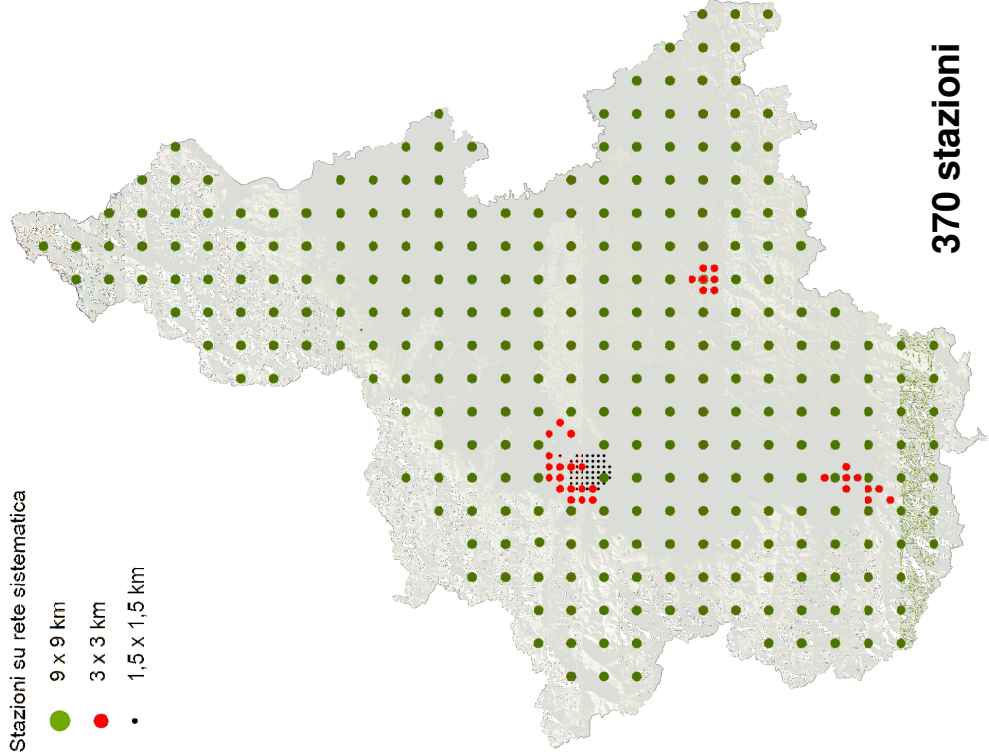 Stazioni su rete sistematica
9 x 9 km
3 x 3 km
1,5 x 1,5 km
370 stazioni